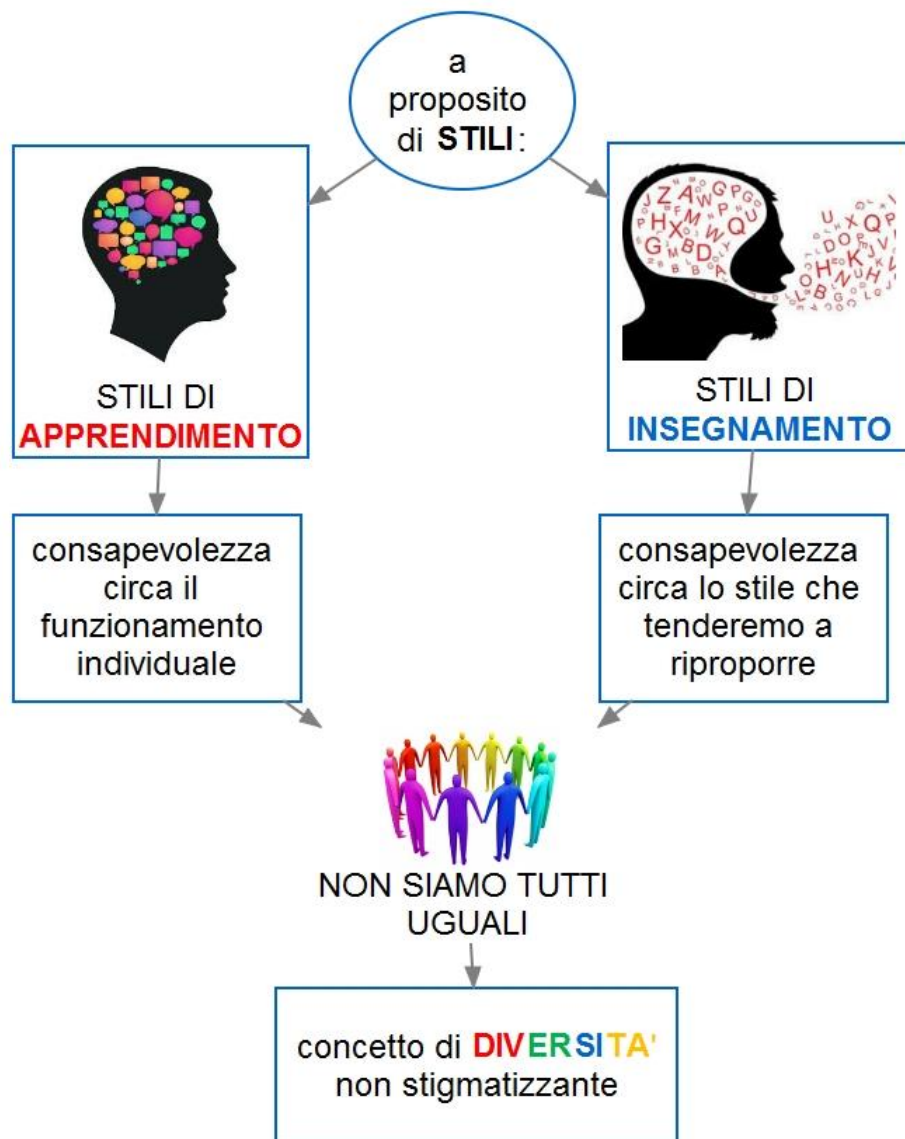 a
proposito
di STILI:
STILI DI
APPRENDIMENTO
STILI DI
INSEGNAMENTO
consapevolezza
circa il
funzionamento
individuale
consapevolezza
circa lo stile che
tenderemo a
riproporre
NON SIAMO TUTTI
UGUALI
concetto di DIVERSITA'
non stigmatizzante